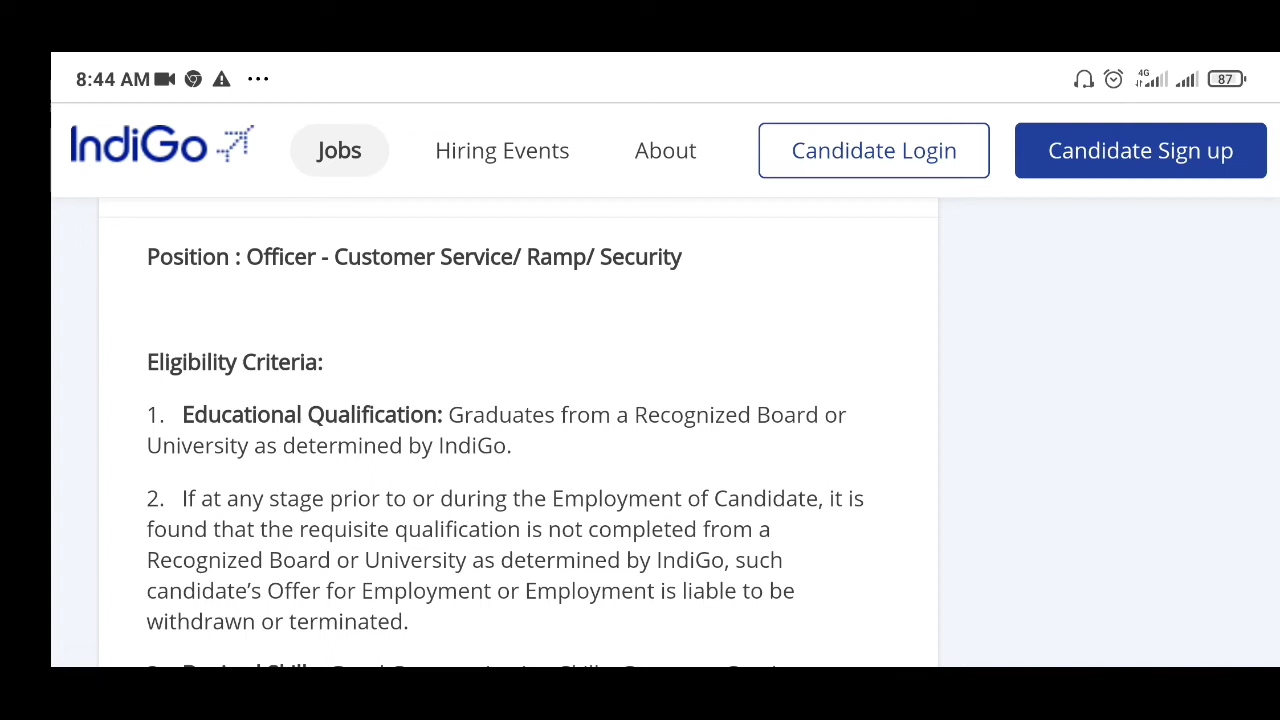 8:44 AM
4G
87
IndiGo
Jobs
Hiring Events
About
Candidate Login
Candidate Sign up
Position : Officer - Customer Service/ Ramp/ Security
Eligibility Criteria:
1. Educational Qualification: Graduates from a Recognized Board or
University as determined by IndiGo.
2. If at any stage prior to or during the Employment of Candidate, it is
found that the requisite qualification is not completed from a
Recognized Board or University as determined by IndiGo, such
candidate’s Offer for Employment or Employment is liable to be
withdrawn or terminated.